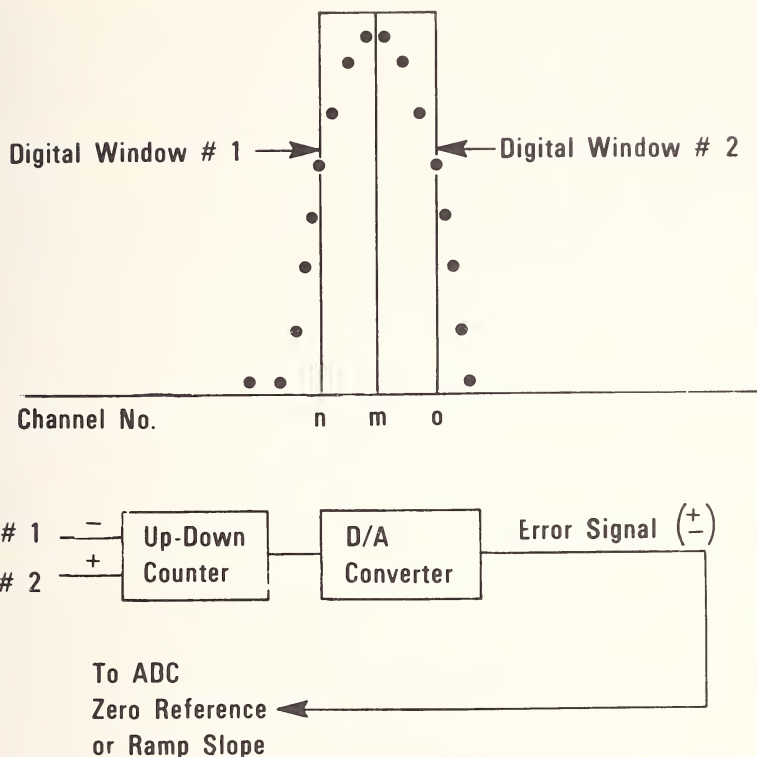 Digital Window # 1
Digital Window # 2
Channel No. n m o
# 1 − Up-Down Counter
# 2 +
D/A Converter
Error Signal (+−)
To ADC
Zero Reference
or Ramp Slope